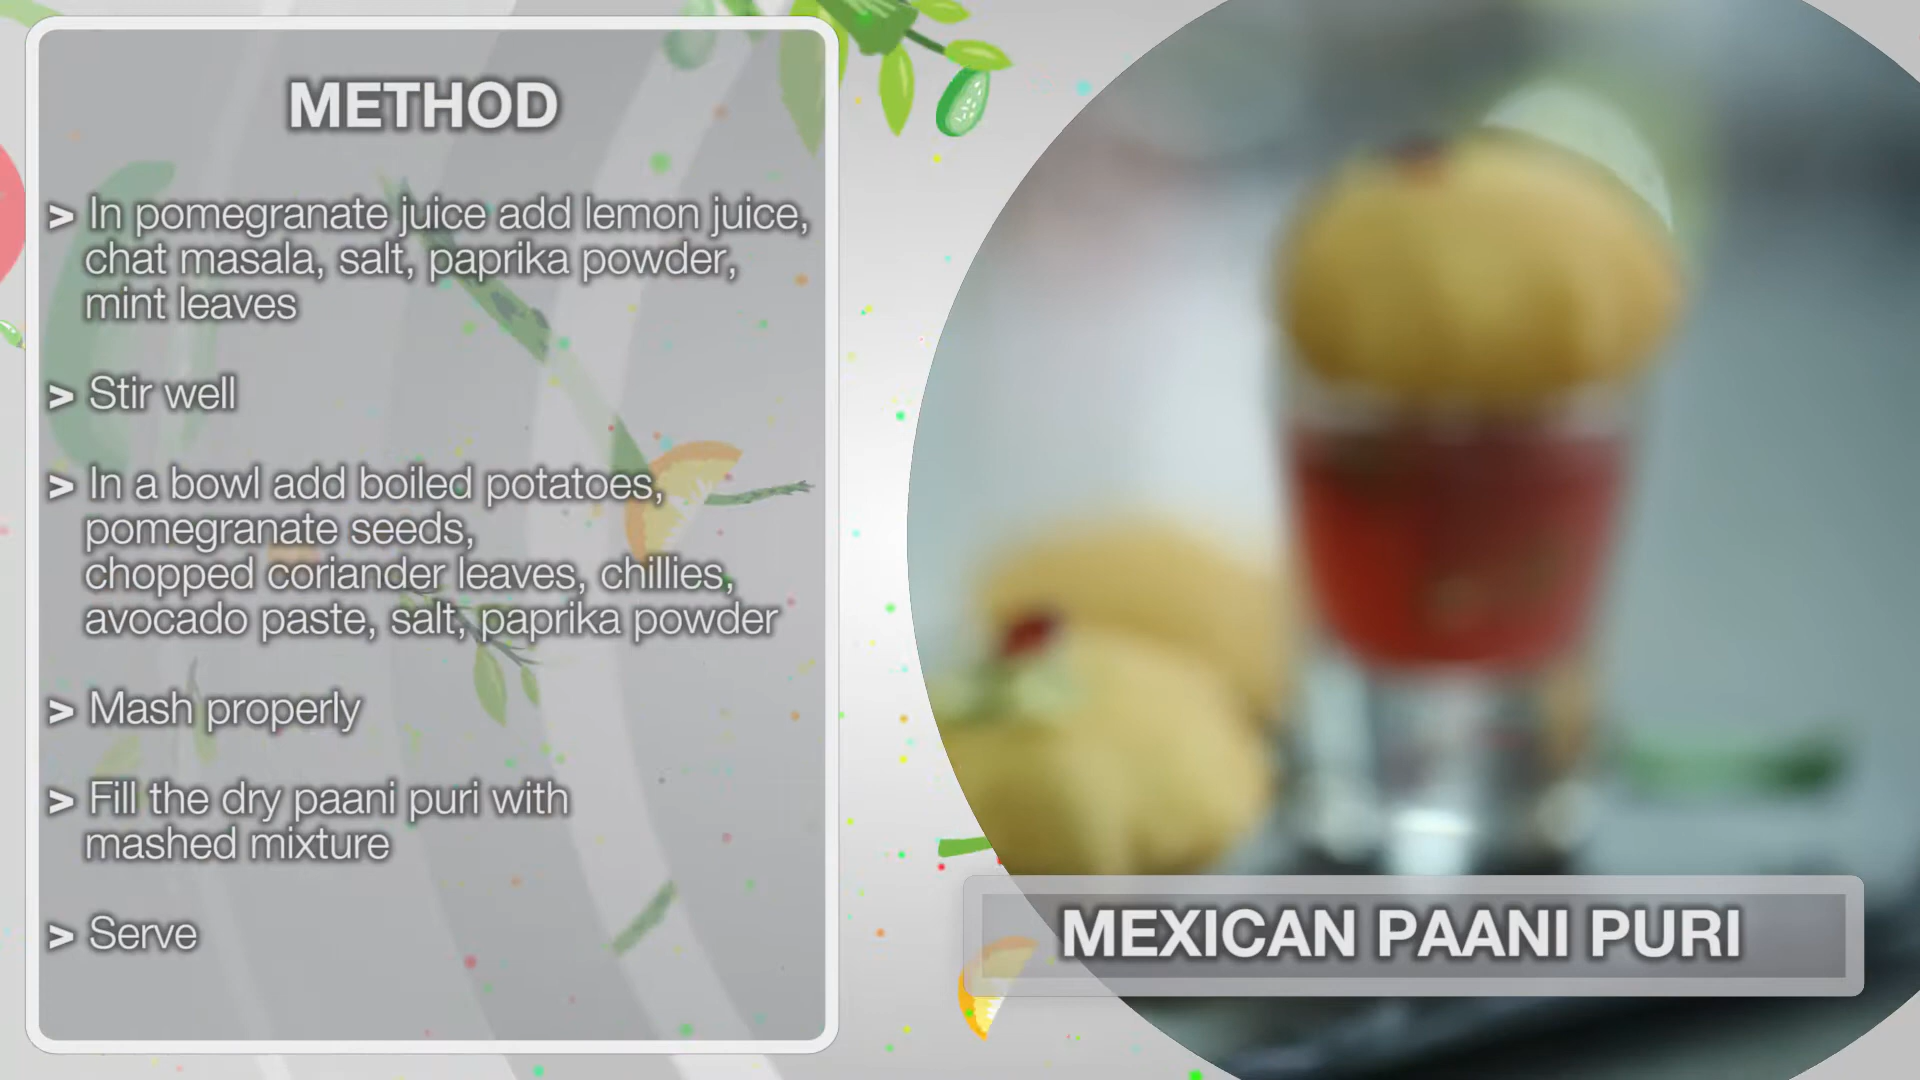 METHOD
> In pomegranate juice add lemon juice,
chat masala, salt, paprika powder,
mint leaves
> Stir well
> In a bowl add boiled potatoes,
pomegranate seeds,
chopped coriander leaves, chillies,
avocado paste, salt, paprika powder
> Mash properly
> Fill the dry paani puri with
mashed mixture
> Serve
MEXICAN PAANI PURI